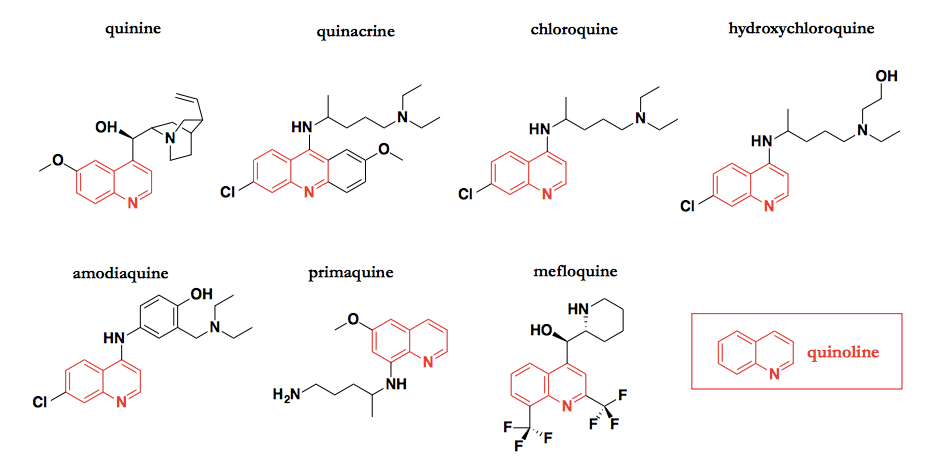 quinine
quinacrine
chloroquine
hydroxychloroquine
OH
N
O
N
HN
N
O
Cl
N
HN
N
Cl
N
OH
HN
N
Cl
N
amodiaquine
primaquine
mefloquine
OH
N
HN
Cl
N
O
N
H2N
NH
HN
HO
N
F
F
F
F
F
F
N
quinoline